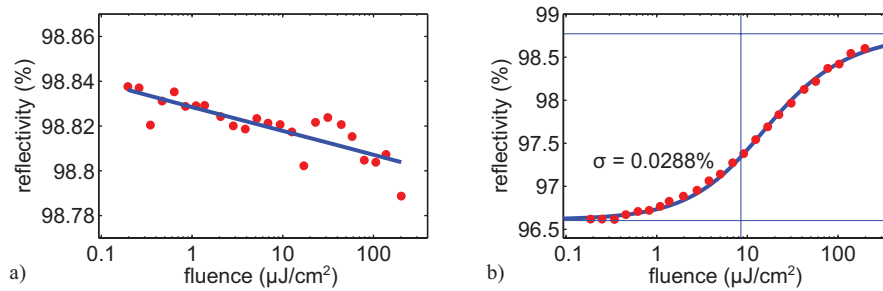 98.86
98.84
98.82
98.80
98.78
reflectivity (%)
0.1 1 10 100
fluence (µJ/cm²)
a)
99
98.5
98
97.5
97
96.5
reflectivity (%)
σ = 0.0288%
0.1 1 10 100
fluence (µJ/cm²)
b)